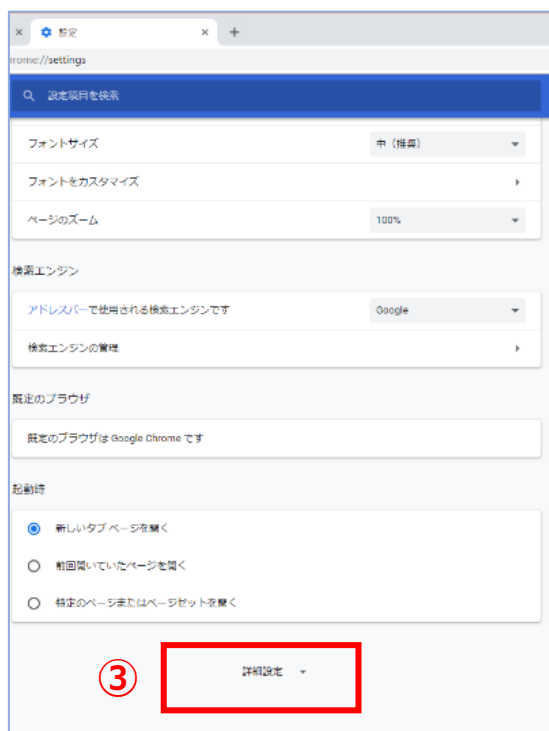 設定
rome://settings
設定項目を検索
フォントサイズ 中（推奨）
フォントをカスタマイズ
ページのズーム 100%
検索エンジン
アドレスバーで使用される検索エンジンです Google
検索エンジンの管理
既定のブラウザ
既定のブラウザは Google Chrome です
起動時
新しいタブ ページを開く
前回開いていたページを開く
特定のページまたはページセットを開く
③ 詳細設定